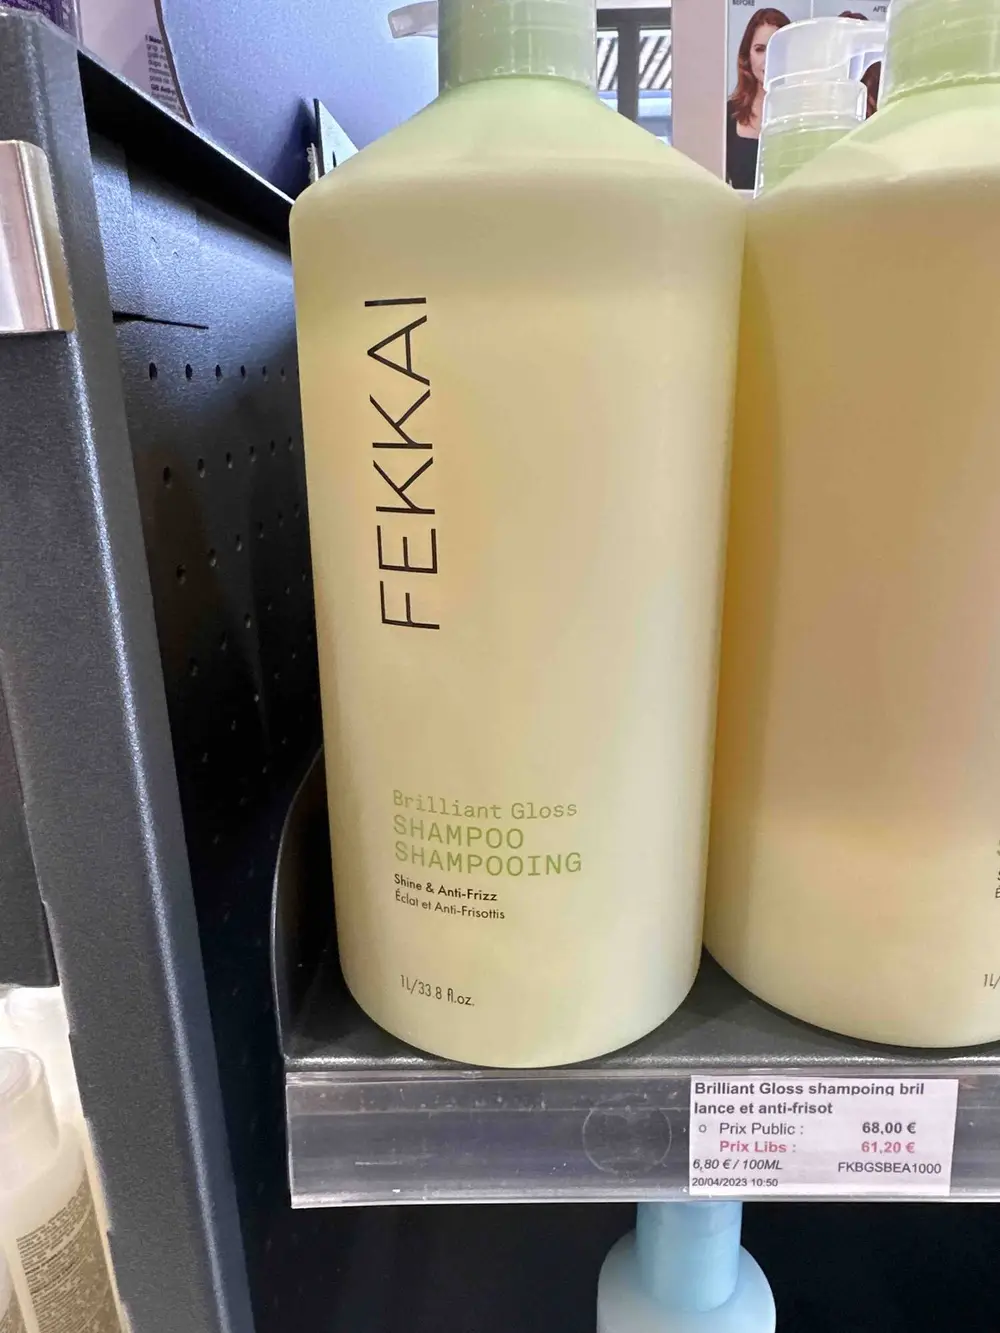 BEFORE
FEKKAI
Brilliant Gloss
SHAMPOO
SHAMPOOING
Shine & Anti-Frizz
Éclat et Anti-Frisottis
1L/33.8 fl.oz.
1L/
Brilliant Gloss shampoing bril
lance et anti-frisot
Prix Public : 68,00 €
Prix Libs : 61,20 €
6,80 € / 100ML FKBGSBEA1000
20/04/2023 10:50